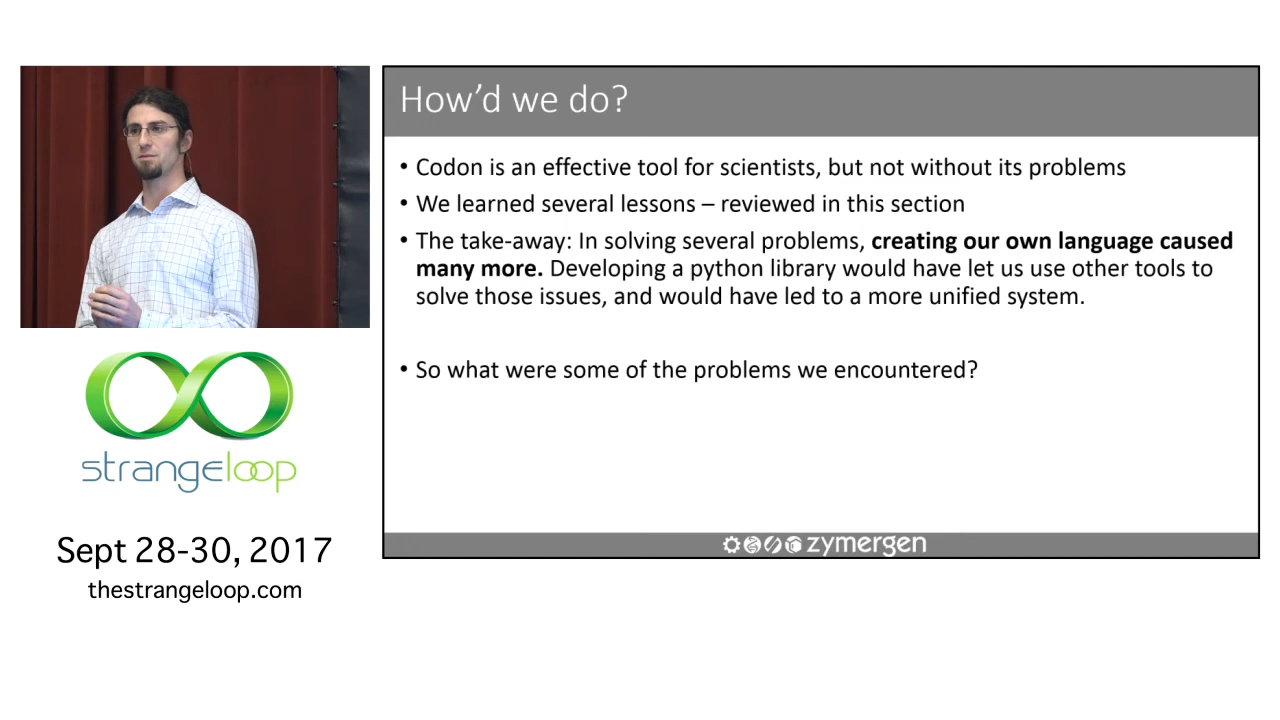 How'd we do?
• Codon is an effective tool for scientists, but not without its problems
• We learned several lessons – reviewed in this section
• The take-away: In solving several problems, creating our own language caused
many more. Developing a python library would have let us use other tools to
solve those issues, and would have led to a more unified system.
• So what were some of the problems we encountered?
zymergen
strangeloop
Sept 28-30, 2017
thestrangeloop.com